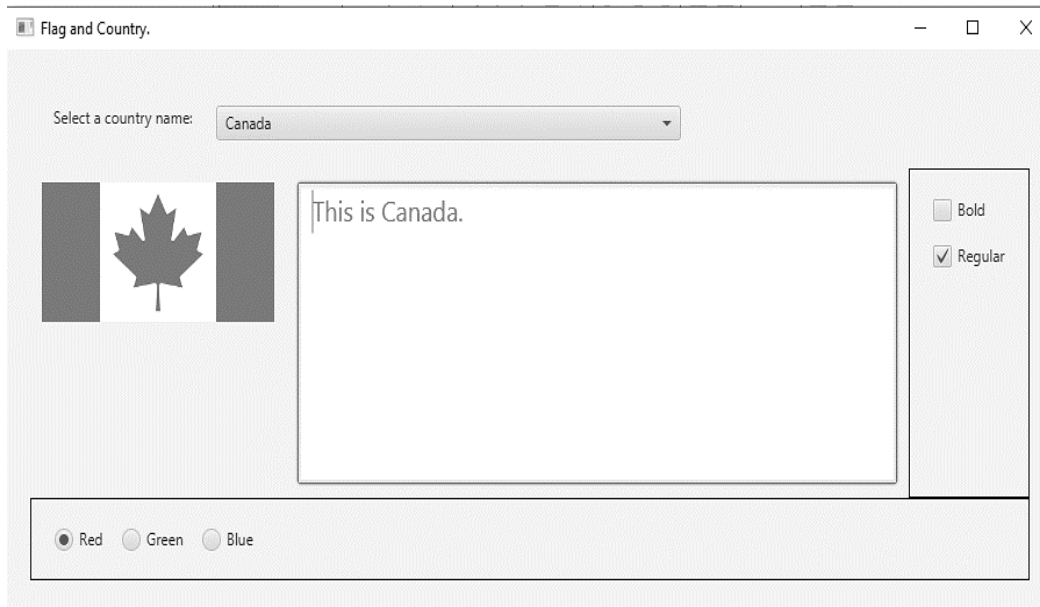 Flag and Country.
Select a country name:
Canada
This is Canada.
Bold
Regular
Red
Green
Blue